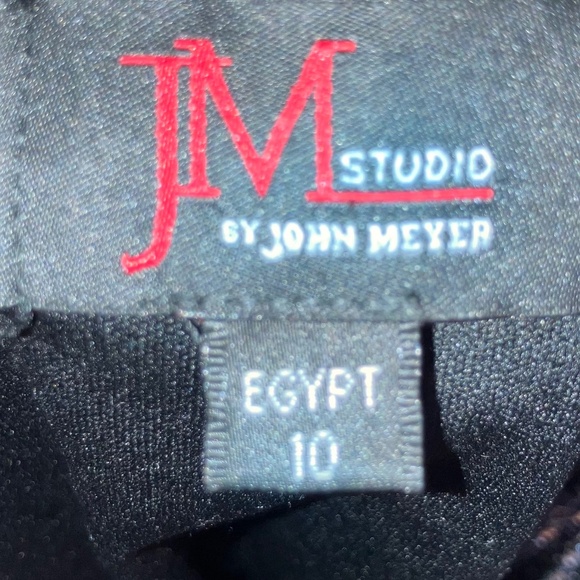 JM STUDIO
BY JOHN MEYER
EGYPT
10